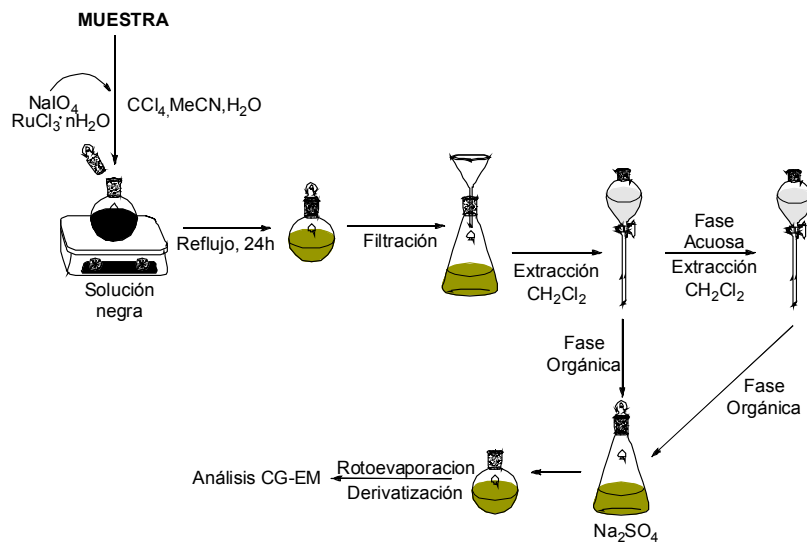 MUESTRA
NaIO₄
RuCl₃·nH₂O
CCl₄,MeCN,H₂O
Solución
negra
Reflujo, 24h
Filtración
Extracción
CH₂Cl₂
Fase
Acuosa
Extracción
CH₂Cl₂
Fase
Orgánica
Fase
Orgánica
Na₂SO₄
Rotoevaporacion
Derivatización
Análisis CG-EM